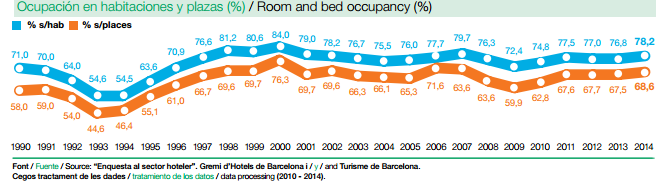 Ocupación en habitaciones y plazas (%) / Room and bed occupancy (%)
% s/hab % s/places
71,0 70,0 64,0 54,6 54,5 63,6 70,9 76,6 81,2 80,6 84,0 79,0 78,2 76,7 75,5 76,0 77,7 79,7 76,3 72,4 74,8 77,5 77,0 76,8 78,2
58,0 59,0 54,0 44,6 46,4 55,1 61,0 66,7 69,6 69,7 76,3 69,7 69,6 66,3 66,1 65,3 71,6 63,6 63,6 59,9 62,8 67,6 67,7 67,5 68,6
1990 1991 1992 1993 1994 1995 1996 1997 1998 1999 2000 2001 2002 2003 2004 2005 2006 2007 2008 2009 2010 2011 2012 2013 2014
Font / Fuente / Source: “Enquesta al sector hoteler”. Gremi d'Hotels de Barcelona i / y / and Turisme de Barcelona.
Cegos tractament de les dades / tratamiento de los datos / data processing (2010 - 2014).